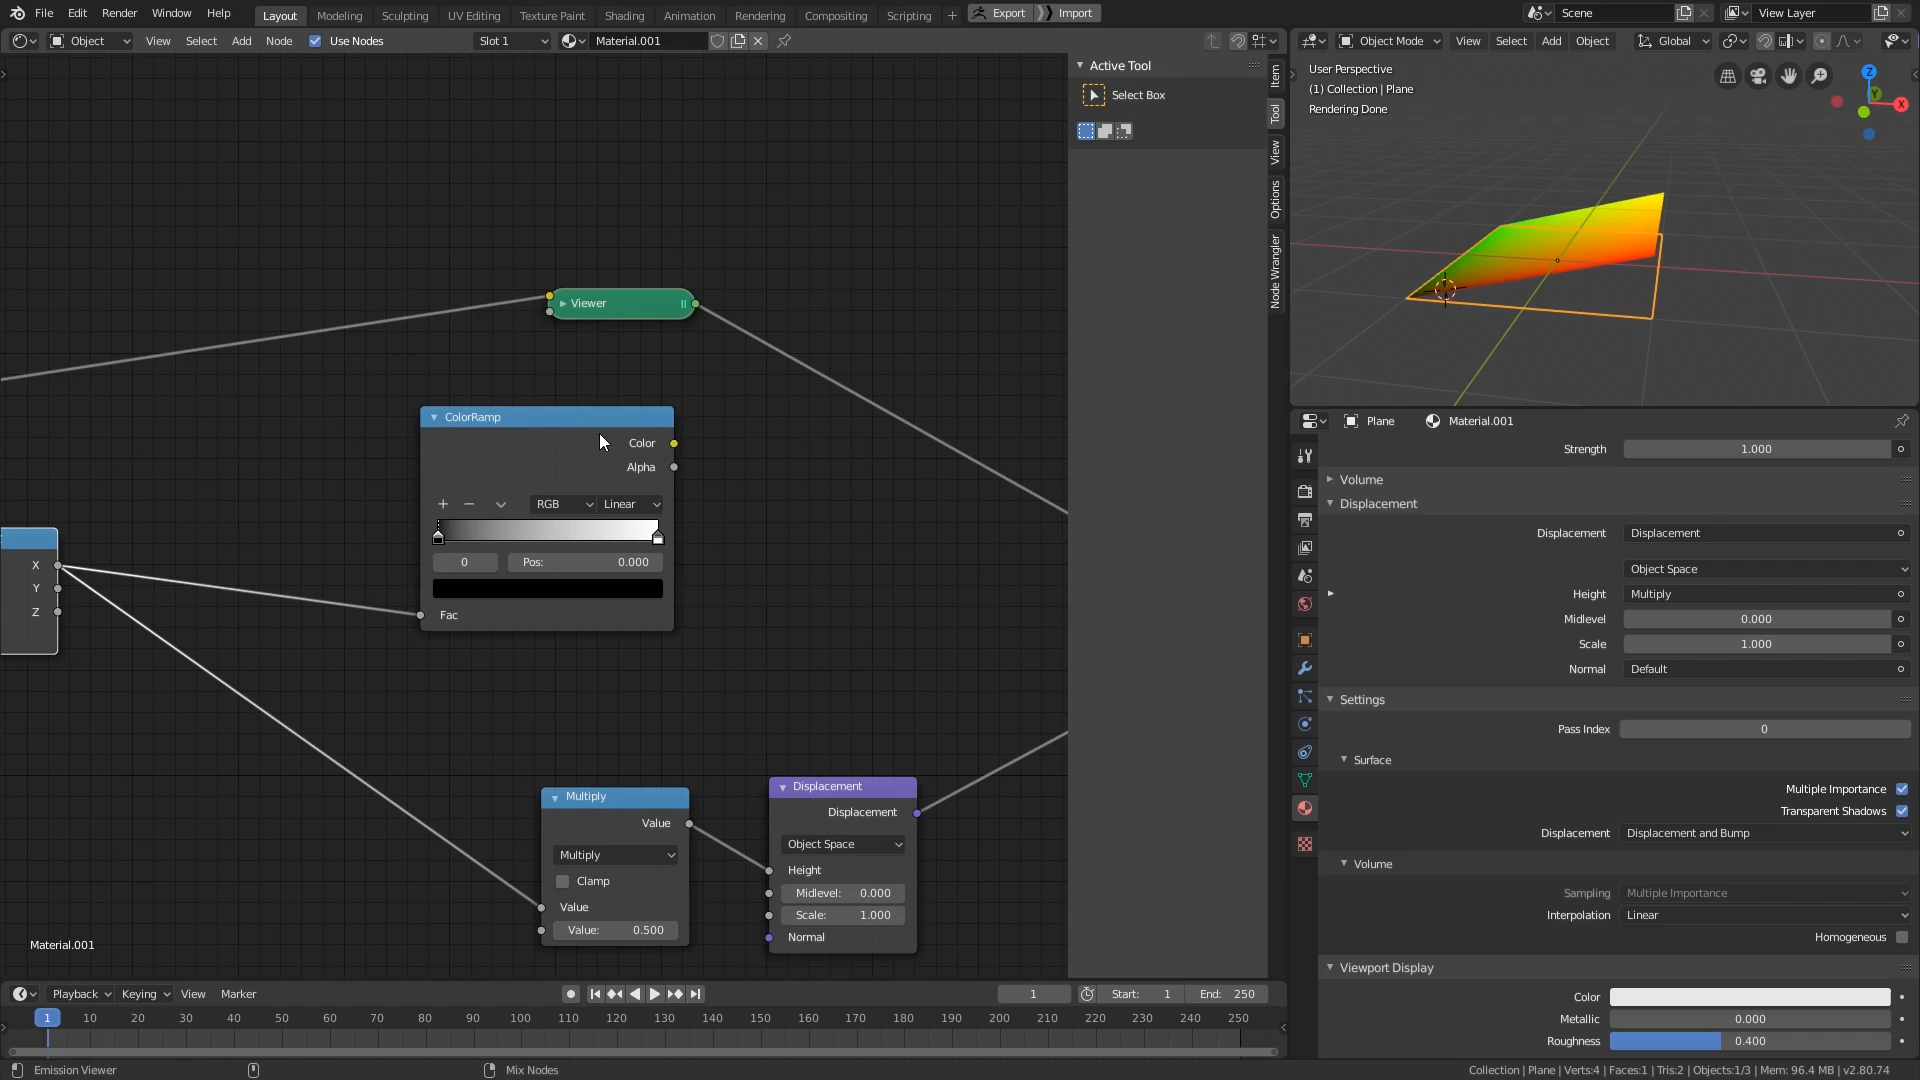 File Edit Render Window Help Layout Modeling Sculpting UV Editing Texture Paint Shading Animation Rendering Compositing Scripting + Export Import Scene View Layer
Object View Select Add Node Use Nodes Slot 1 Material.001 Object Mode View Select Add Object Global
Active Tool
Select Box
Item
Tool
View
Options
Node Wrangler
User Perspective
(1) Collection | Plane
Rendering Done
Z
Y
X
Viewer
ColorRamp
Color
Alpha
RGB Linear
0 Pos: 0.000
Fac
X
Y
Z
Multiply
Value
Multiply
Clamp
Value
Value: 0.500
Displacement
Displacement
Object Space
Height
Midlevel: 0.000
Scale: 1.000
Normal
Material.001
Plane Material.001
Strength 1.000
Volume
Displacement
Displacement Displacement
Object Space
Height Multiply
Midlevel 0.000
Scale 1.000
Normal Default
Settings
Pass Index 0
Surface
Multiple Importance
Transparent Shadows
Displacement Displacement and Bump
Volume
Sampling Multiple Importance
Interpolation Linear
Homogeneous
Viewport Display
Color
Metallic 0.000
Roughness 0.400
Playback Keying View Marker 1 Start: 1 End: 250
1 10 20 30 40 50 60 70 80 90 100 110 120 130 140 150 160 170 180 190 200 210 220 230 240 250
Emission Viewer Mix Nodes Collection | Plane | Verts:4 | Faces:1 | Tris:2 | Objects:1/3 | Mem: 96.4 MB | v2.80.74